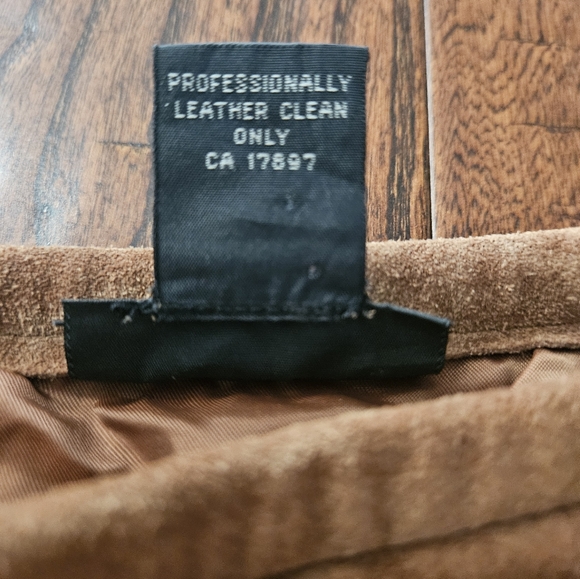 PROFESSIONALLY
LEATHER CLEAN
ONLY
CA 17897